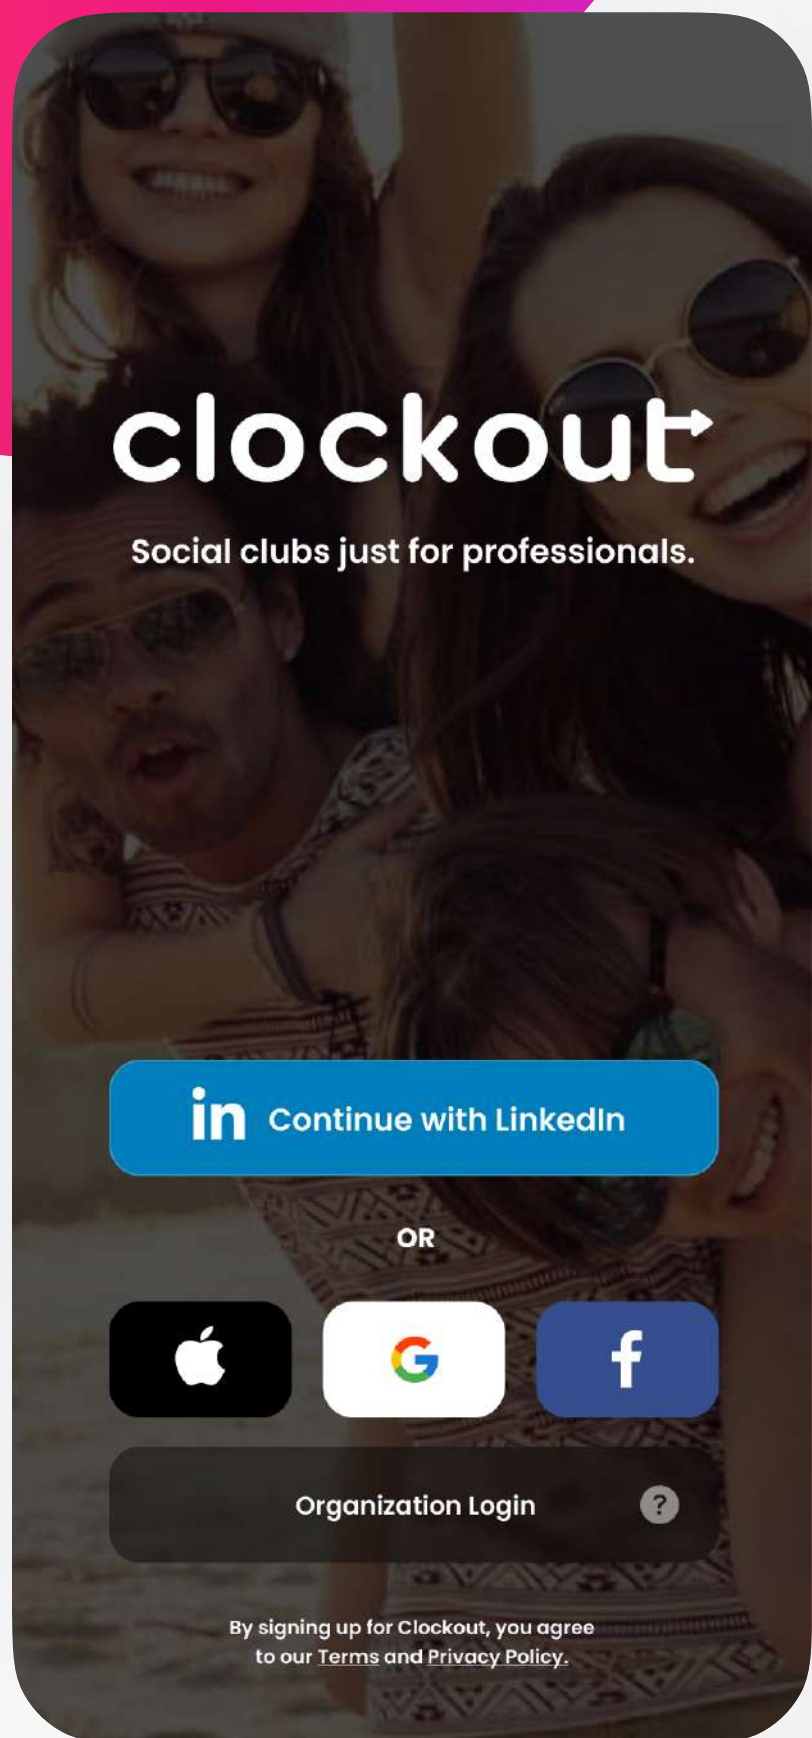 clockout
Social clubs just for professionals.
in Continue with LinkedIn
OR
G f
Organization Login ?
By signing up for Clockout, you agree
to our Terms and Privacy Policy.